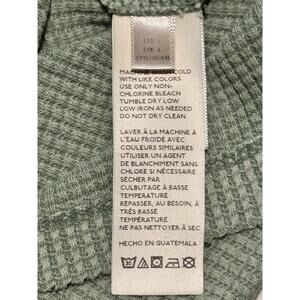 MACHINE WASH COLD
WITH LIKE COLORS
USE ONLY NON-
CHLORINE BLEACH
TUMBLE DRY LOW
LOW IRON AS NEEDED
DO NOT DRY CLEAN
LAVER À LA MACHINE À
L'EAU FROIDE AVEC
COULEURS SIMILAIRES
UTILISER UN AGENT
DE BLANCHIMENT SANS
CHLORE SI NÉCESSAIRE
SÉCHER PAR
CULBUTAGE À BASSE
TEMPÉRATURE
REPASSER, AU BESOIN, À
TRÈS BASSE
TEMPÉRATURE
NE PAS NETTOYER À SEC
HECHO EN GUATEMALA